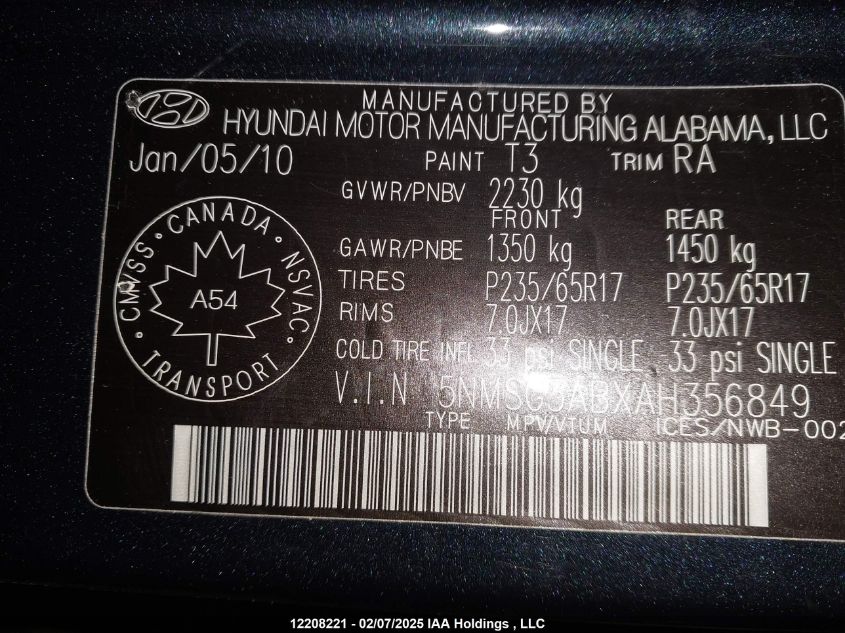 MANUFACTURED BY
HYUNDAI MOTOR MANUFACTURING ALABAMA, LLC
Jan/05/10 PAINT T3 TRIM RA
GVWR/PNBV 2230 kg
FRONT REAR
GAWR/PNBE 1350 kg 1450 kg
TIRES P235/65R17 P235/65R17
RIMS 7.0JX17 7.0JX17
COLD TIRE INFL 33 psi SINGLE 33 psi SINGLE
V.I.N 5NMSG3ABXAH356849
TYPE MPV/VTUM ICES/NWB-002
CMVSS • CANADA • NSVAC •
A54
TRANSPORT
12208221 - 02/07/2025 IAA Holdings , LLC